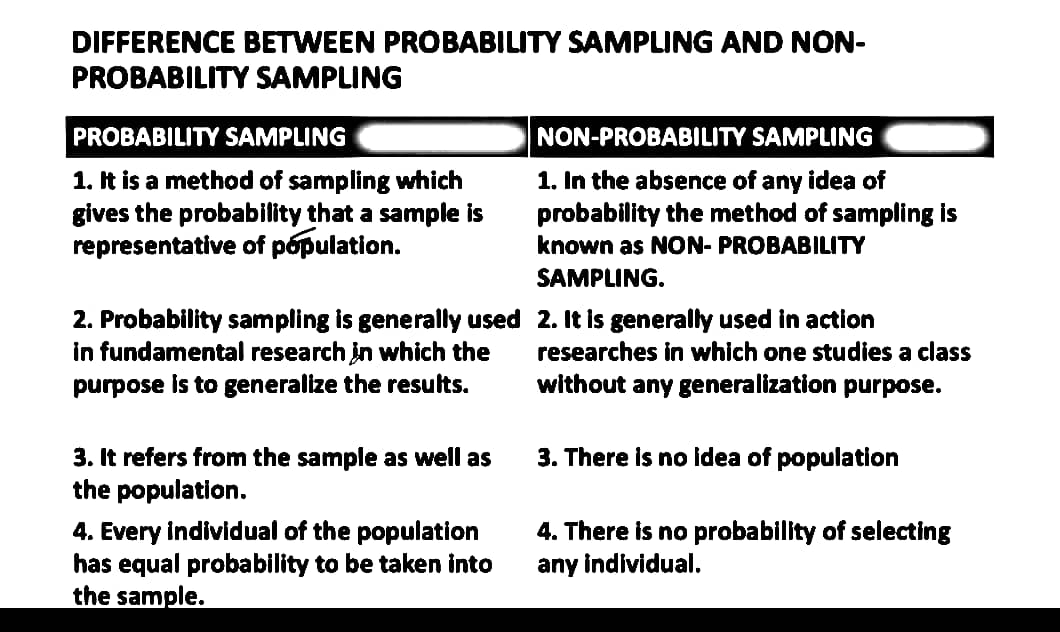 DIFFERENCE BETWEEN PROBABILITY SAMPLING AND NON-
PROBABILITY SAMPLING
PROBABILITY SAMPLING
NON-PROBABILITY SAMPLING
1. It is a method of sampling which
gives the probability that a sample is
representative of population.
1. In the absence of any idea of
probability the method of sampling is
known as NON- PROBABILITY
SAMPLING.
2. Probability sampling is generally used
in fundamental research in which the
purpose is to generalize the results.
2. It is generally used in action
researches in which one studies a class
without any generalization purpose.
3. It refers from the sample as well as
the population.
3. There is no idea of population
4. Every individual of the population
has equal probability to be taken into
the sample.
4. There is no probability of selecting
any individual.